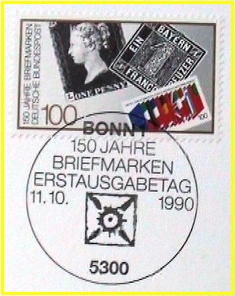 150 JAHRE BRIEFMARKEN
DEUTSCHE BUNDESPOST
ONE PENNY
BAYERN
EIN
KREUZER
FRANCO
100
100
BONN 1
150 JAHRE
BRIEFMARKEN
ERSTAUSGABETAG
11.10. 1990
5300